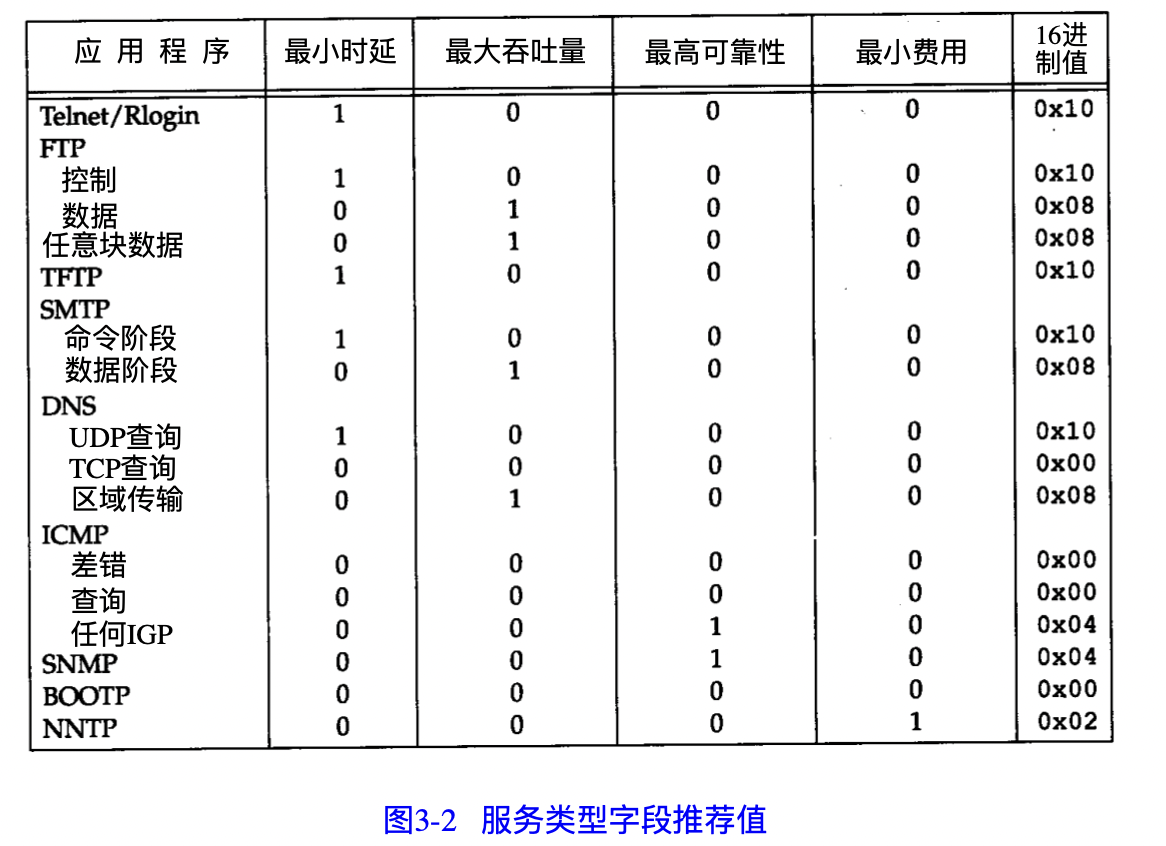 应用程序 最小时延 最大吞吐量 最高可靠性 最小费用 16进制值
Telnet/Rlogin 1 0 0 0 0x10
FTP
控制 1 0 0 0 0x10
数据 0 1 0 0 0x08
任意块数据 0 1 0 0 0x08
TFTP 1 0 0 0 0x10
SMTP
命令阶段 1 0 0 0 0x10
数据阶段 0 1 0 0 0x08
DNS
UDP查询 1 0 0 0 0x10
TCP查询 0 0 0 0 0x00
区域传输 0 1 0 0 0x08
ICMP
差错 0 0 0 0 0x00
查询 0 0 0 0 0x00
任何IGP 0 0 1 0 0x04
SNMP 0 0 1 0 0x04
BOOTP 0 0 0 0 0x00
NNTP 0 0 0 1 0x02
图3-2 服务类型字段推荐值